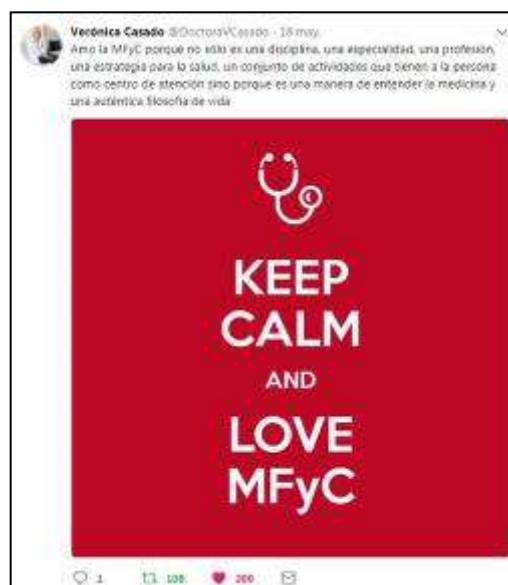 Verónica Casado @DoctoraVCasado · 18 may.
Amo la MFyC porque no sólo es una disciplina, una especialidad, una profesión,
una estrategia para la salud, un conjunto de actividades que tienen a la persona
como centro de atención sino porque es una manera de entender la medicina y
una auténtica filosofía de vida
KEEP
CALM
AND
LOVE
MFyC
1 108 200